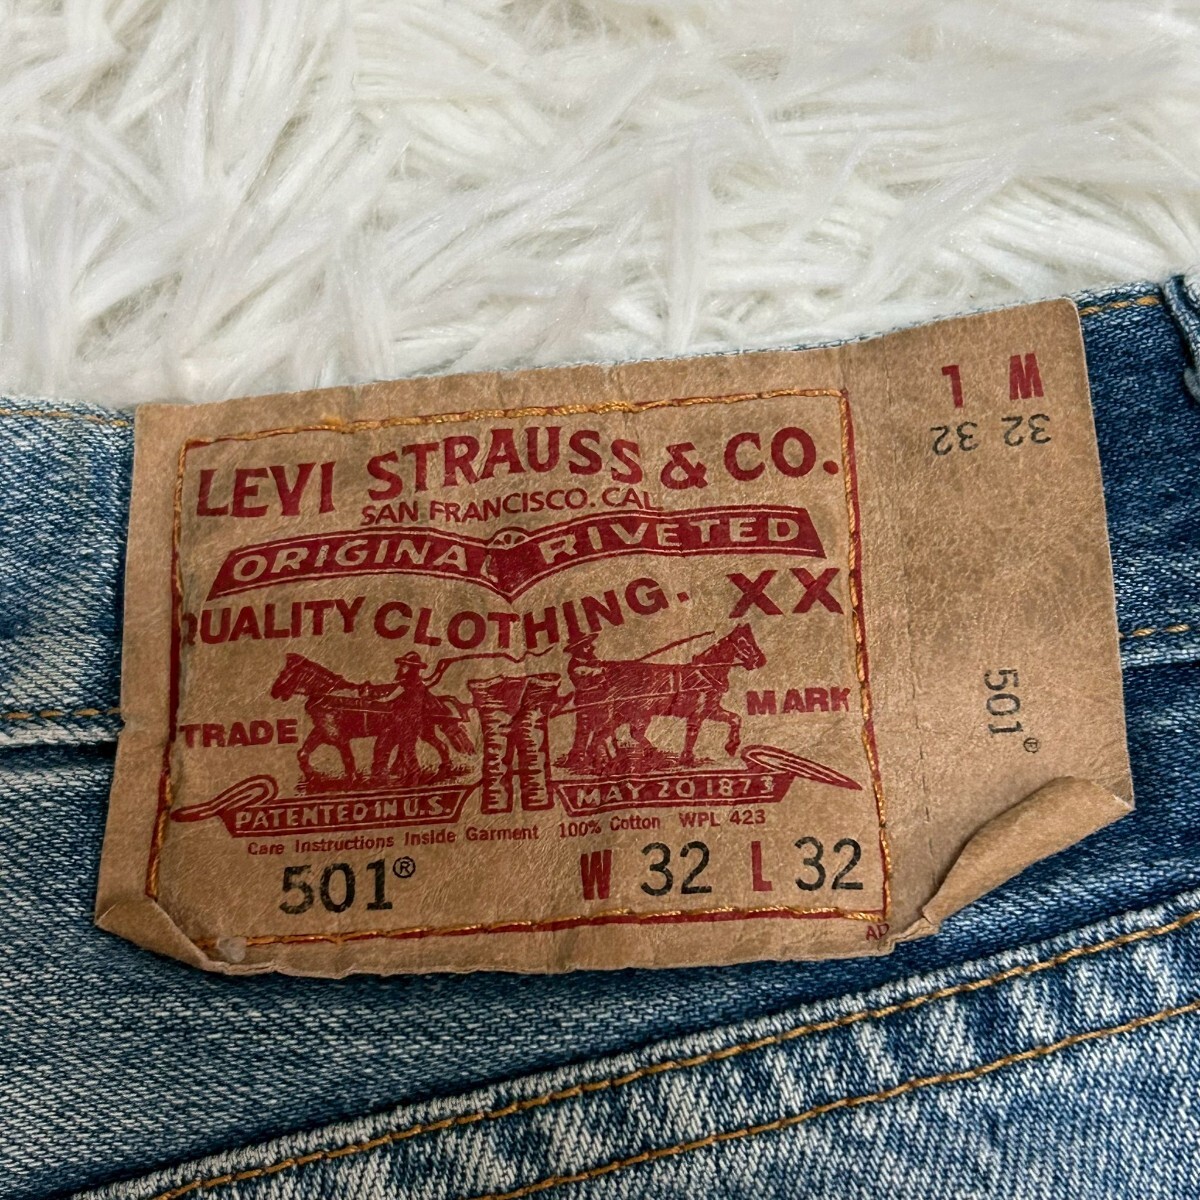 LEVI STRAUSS & CO.
SAN FRANCISCO. CAL
ORIGINAL RIVETED
QUALITY CLOTHING. XX
TRADE MARK
PATENTED IN U.S. MAY 20 1873
Care Instructions Inside Garment 100% Cotton WPL 423
501® W 32 L 32
AD
W 32
L 32
501®